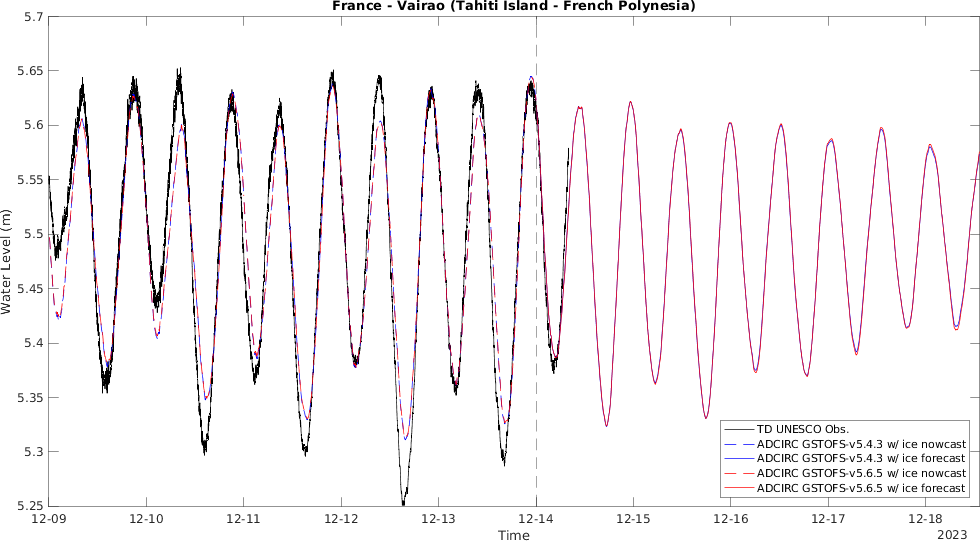 France - Vairao (Tahiti Island - French Polynesia)
5.7
5.65
5.6
5.55
5.5
5.45
5.4
5.35
5.3
5.25
Water Level (m)
TD UNESCO Obs.
ADCIRC GSTOFS-v5.4.3 w/ ice nowcast
ADCIRC GSTOFS-v5.4.3 w/ ice forecast
ADCIRC GSTOFS-v5.6.5 w/ ice nowcast
ADCIRC GSTOFS-v5.6.5 w/ ice forecast
12-09 12-10 12-11 12-12 12-13 12-14 12-15 12-16 12-17 12-18
Time
2023